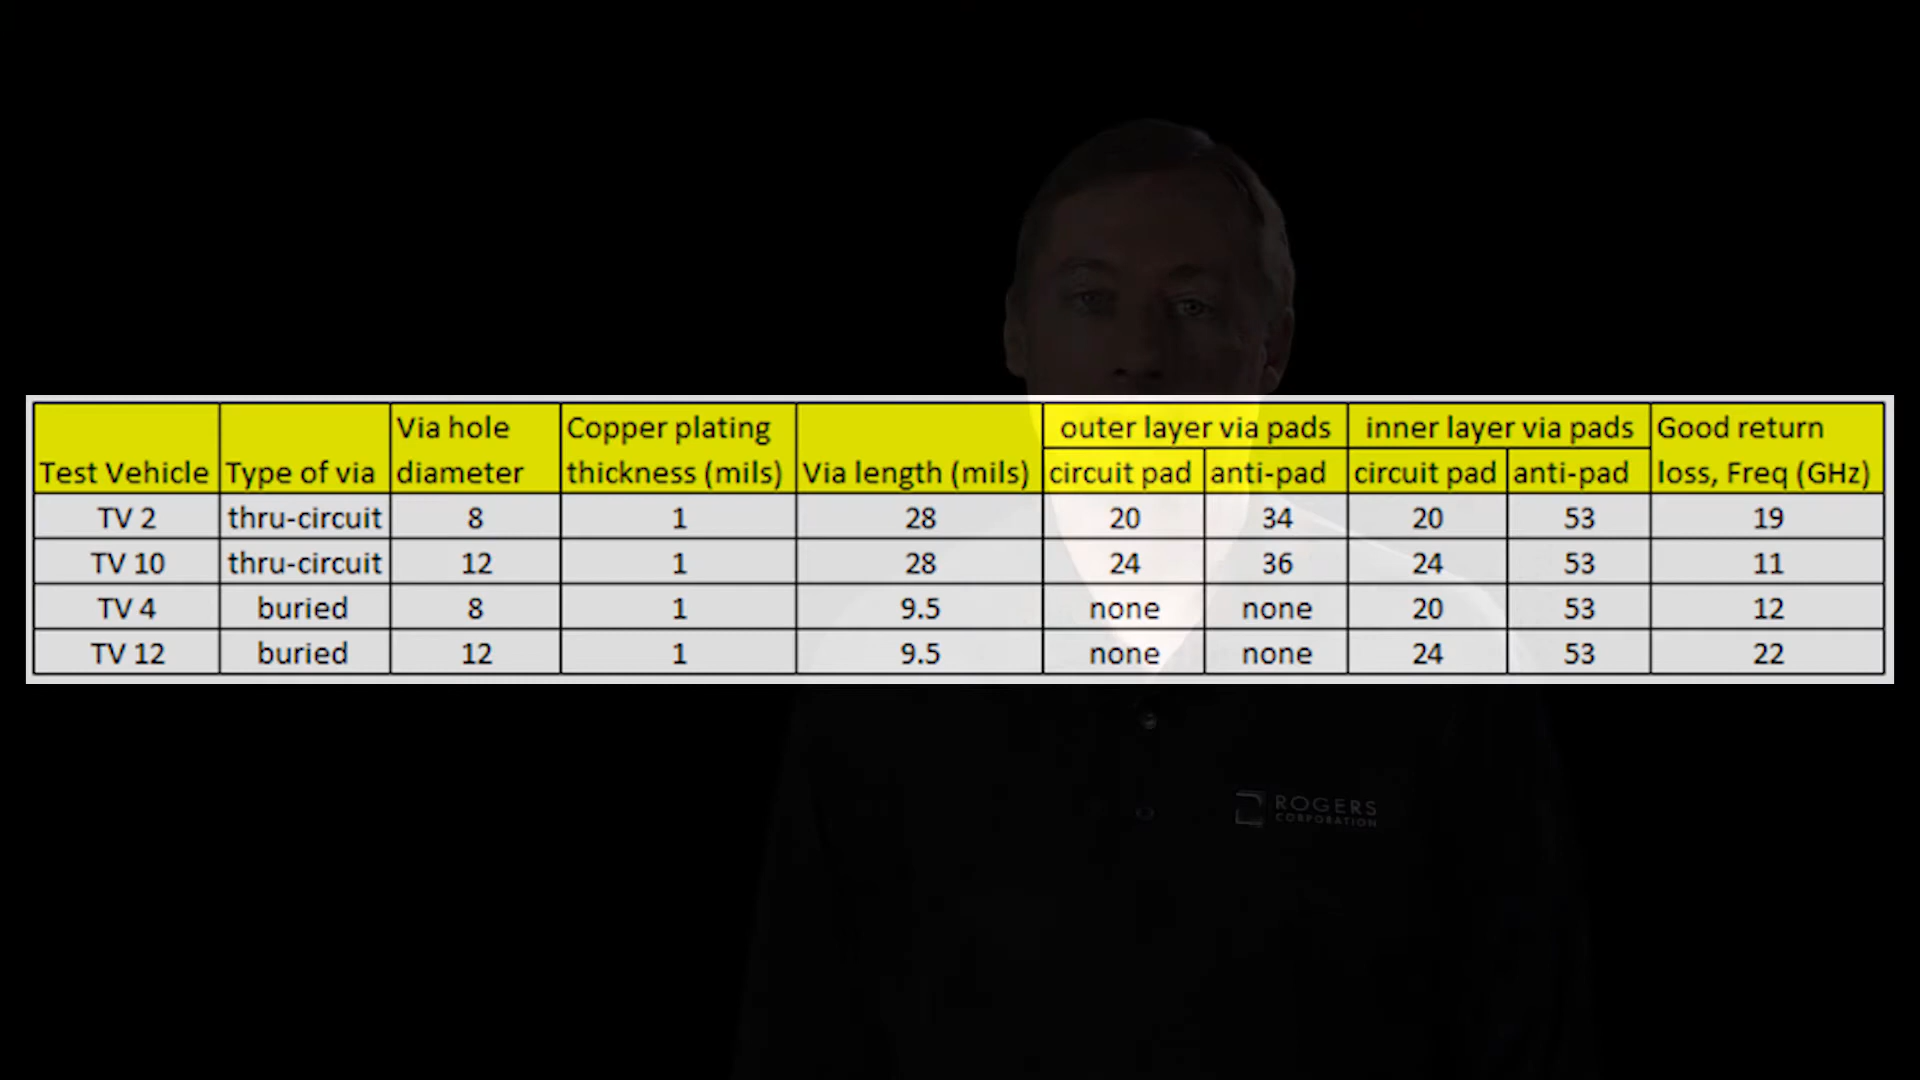 Test Vehicle Type of via Via hole diameter Copper plating thickness (mils) Via length (mils) outer layer via pads inner layer via pads Good return loss, Freq (GHz)
circuit pad anti-pad circuit pad anti-pad
TV 2 thru-circuit 8 1 28 20 34 20 53 19
TV 10 thru-circuit 12 1 28 24 36 24 53 11
TV 4 buried 8 1 9.5 none none 20 53 12
TV 12 buried 12 1 9.5 none none 24 53 22
ROGERS
CORPORATION